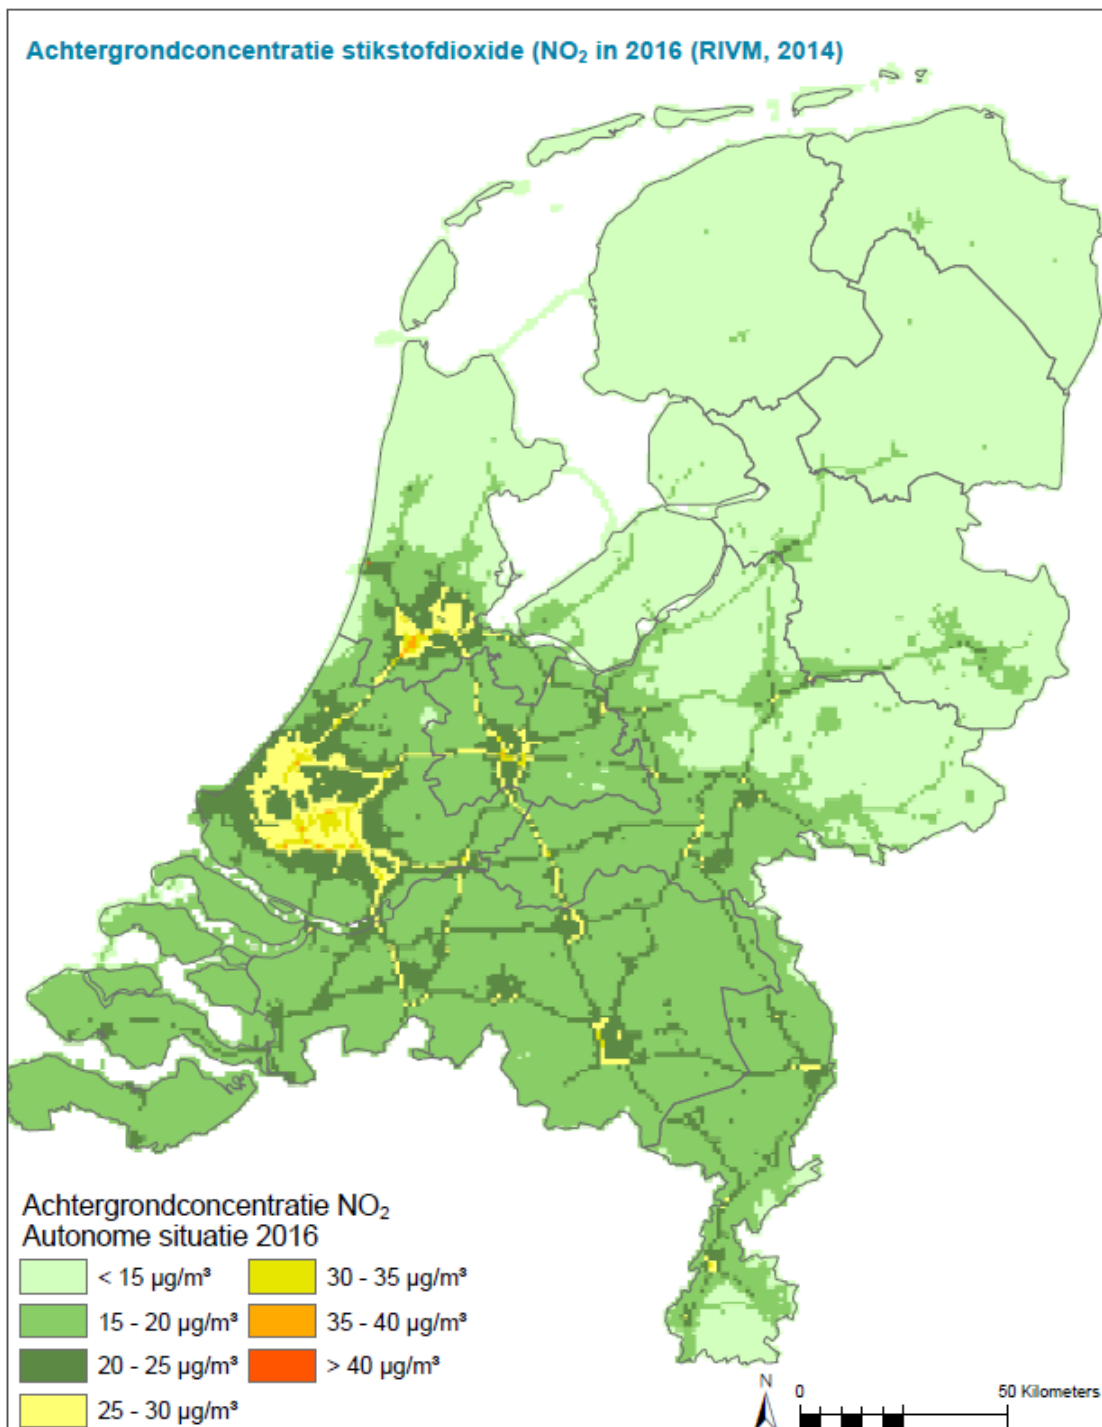 Achtergrondconcentratie stikstofdioxide (NO₂ in 2016 (RIVM, 2014)
Achtergrondconcentratie NO₂
Autonome situatie 2016
< 15 µg/m³
15 - 20 µg/m³
20 - 25 µg/m³
25 - 30 µg/m³
30 - 35 µg/m³
35 - 40 µg/m³
> 40 µg/m³
N
0 50 Kilometers